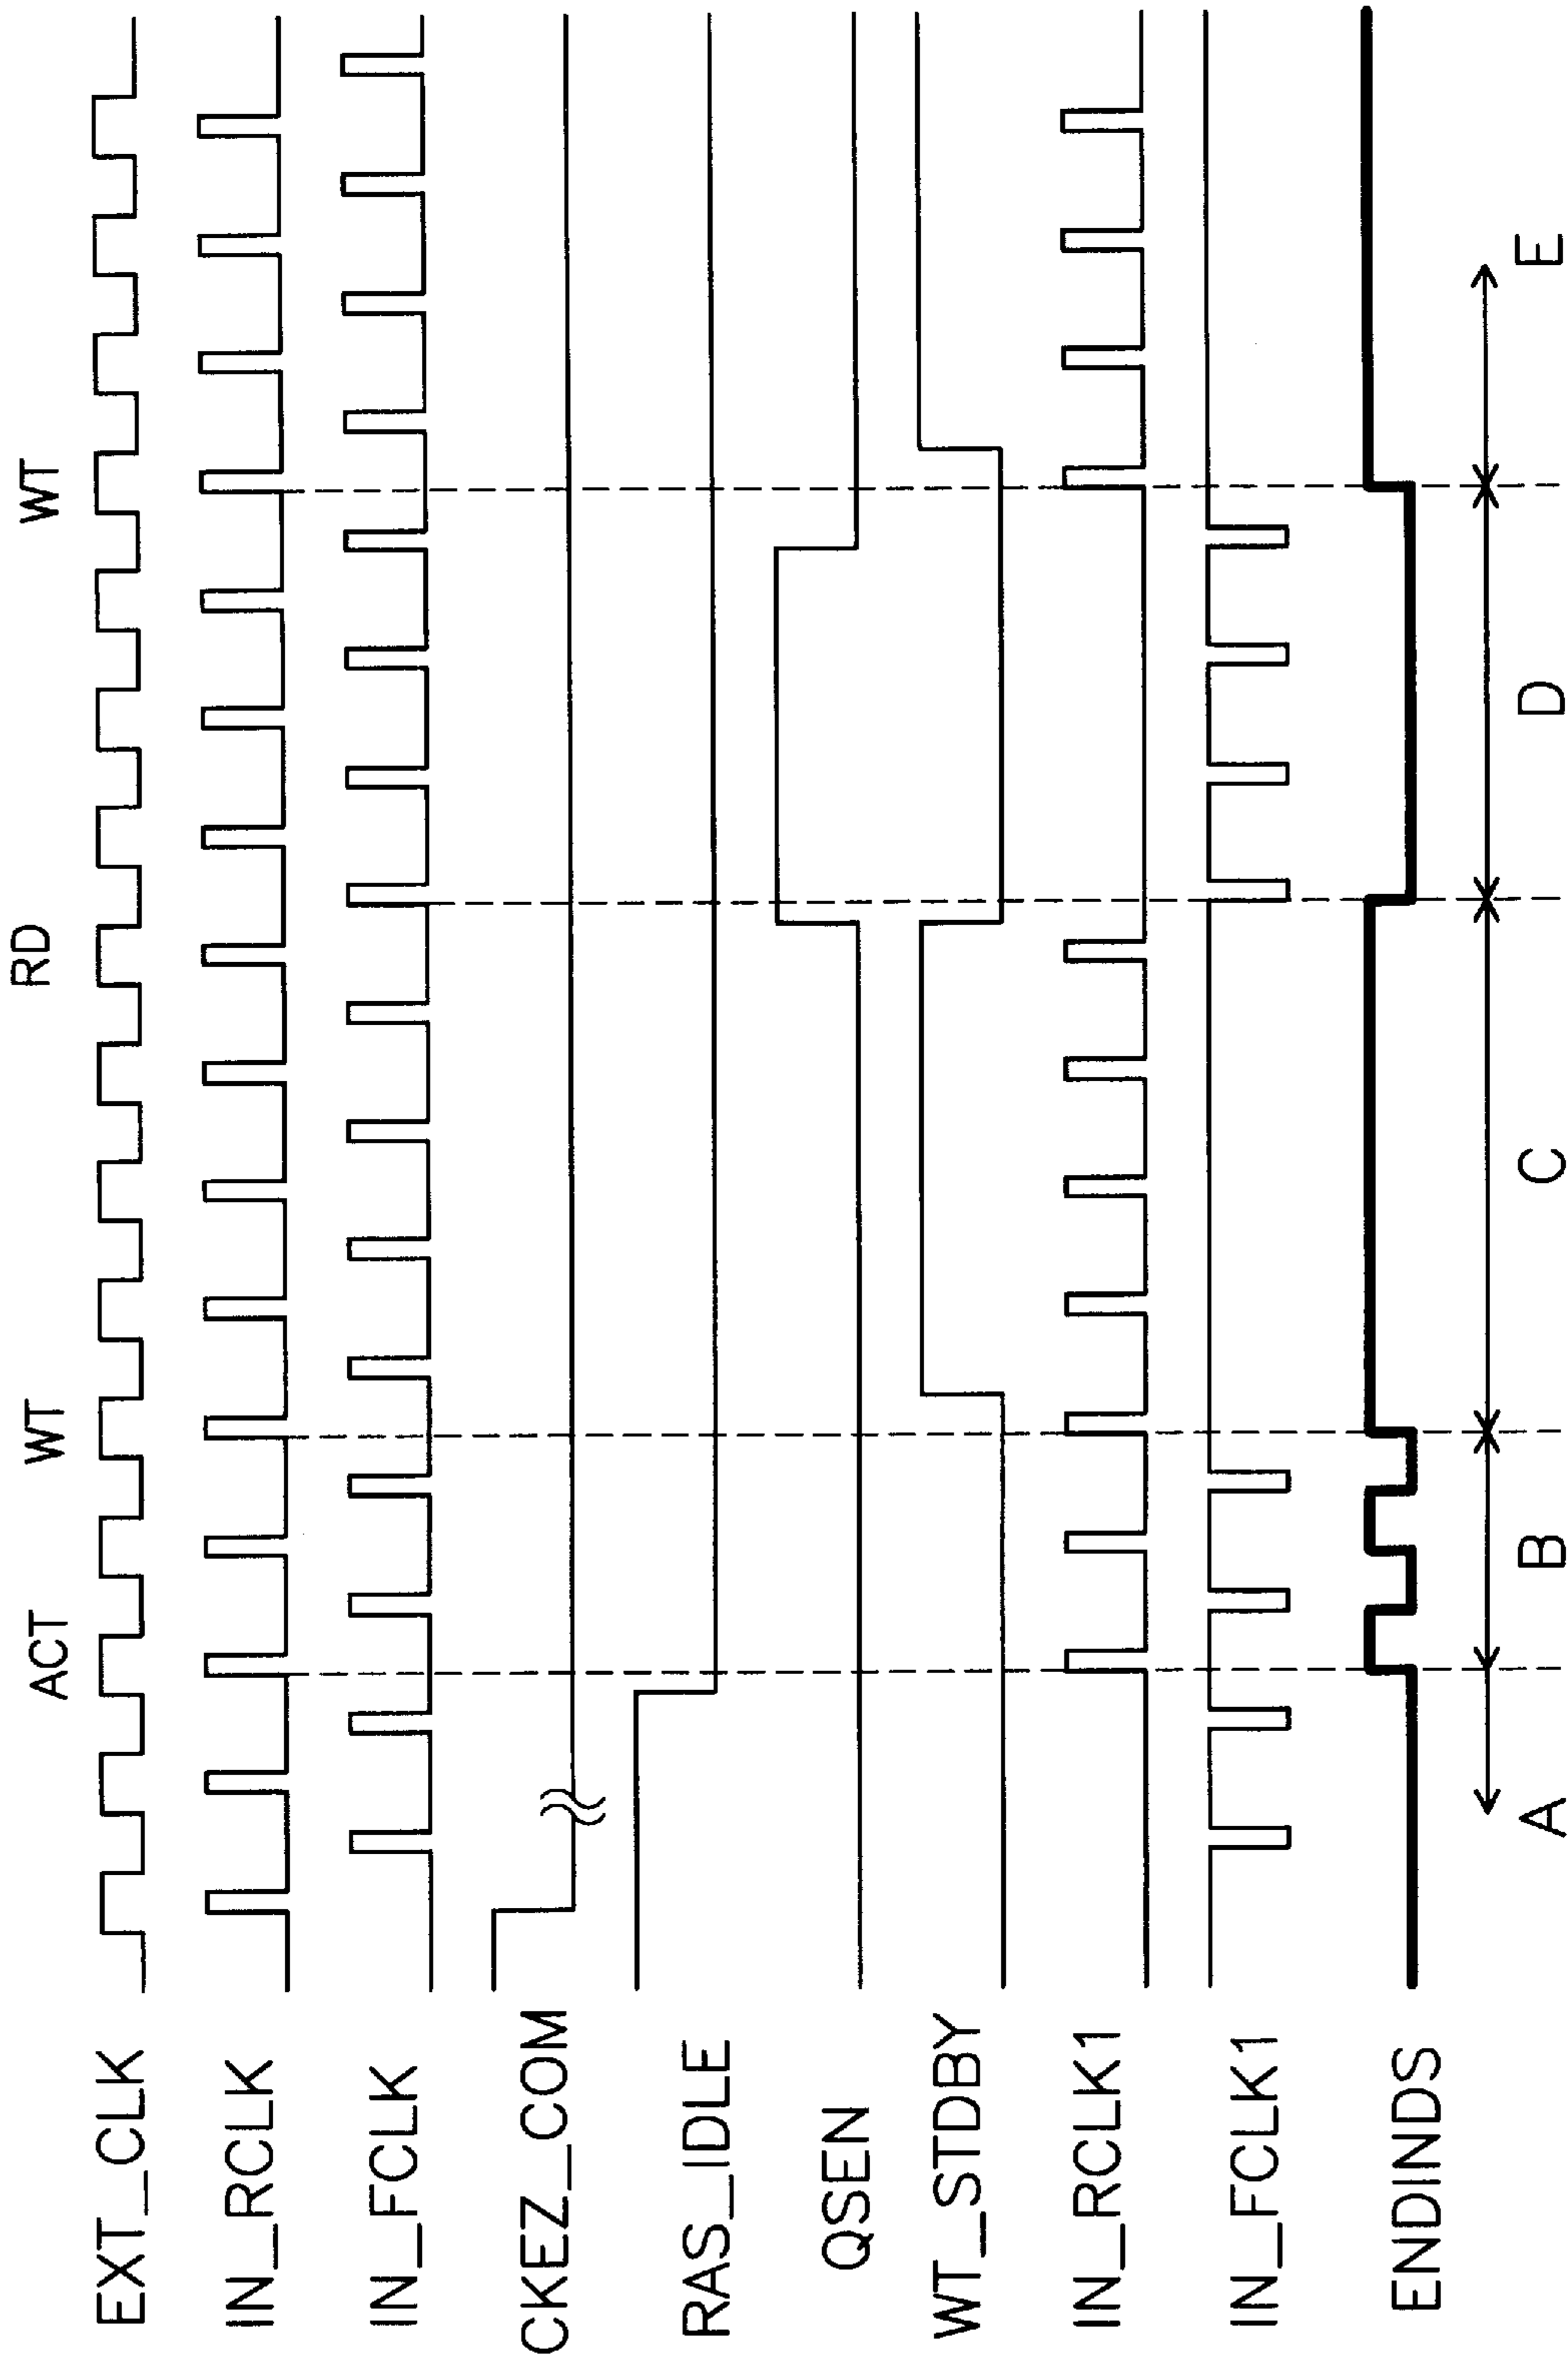 ACT WT RD WT
EXT_CLK
IN_RCLK
IN_FCLK
CKEZ_COM
RAS_IDLE
QSEN
WT_STDBY
IN_RCLK1
IN_FCLK1
ENDINDS
A B C D E